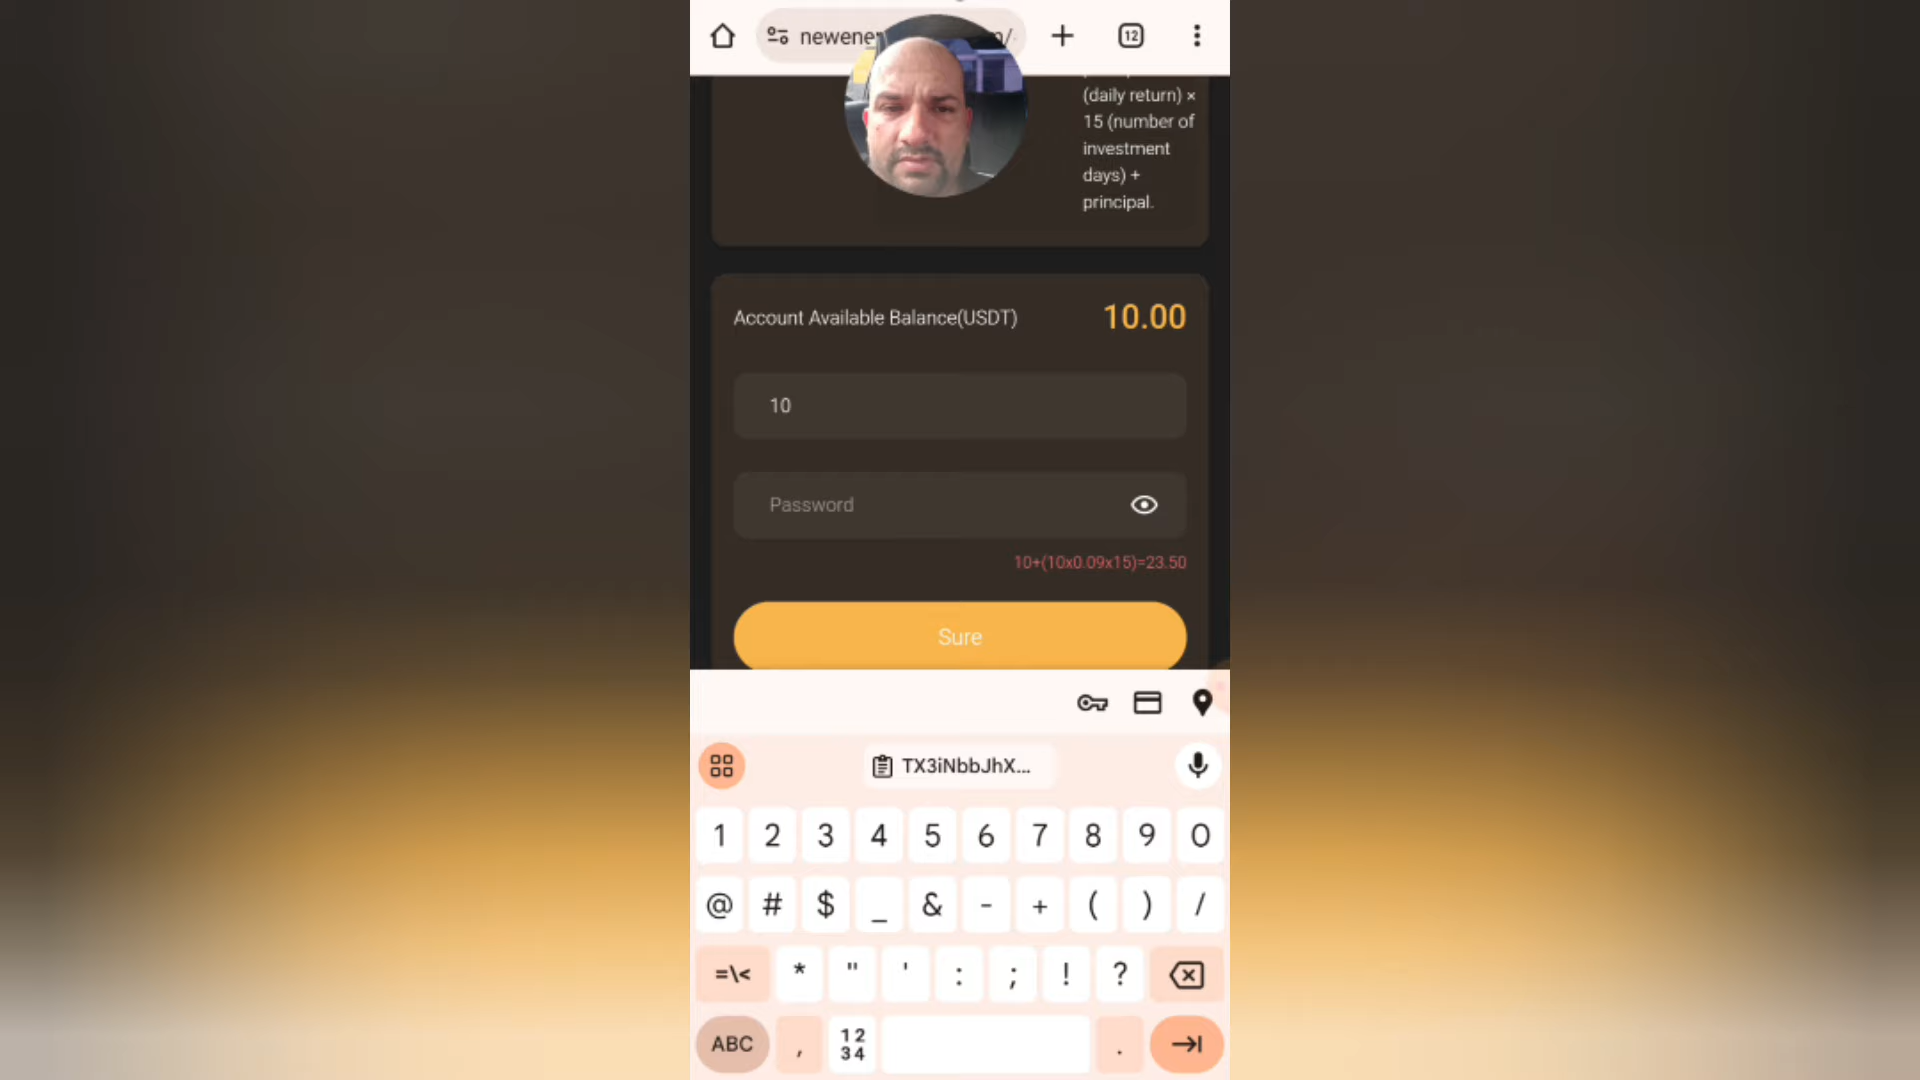 newene
n/
12
(daily return) ×
15 (number of
investment
days) +
principal.
Account Available Balance(USDT)
10.00
10
Password
10+(10x0.09x15)=23.50
Sure
TX3iNbbJhX...
1 2 3 4 5 6 7 8 9 0
@ # $ _ & - + ( ) /
=\< * " ' : ; ! ?
ABC , 12 34 .